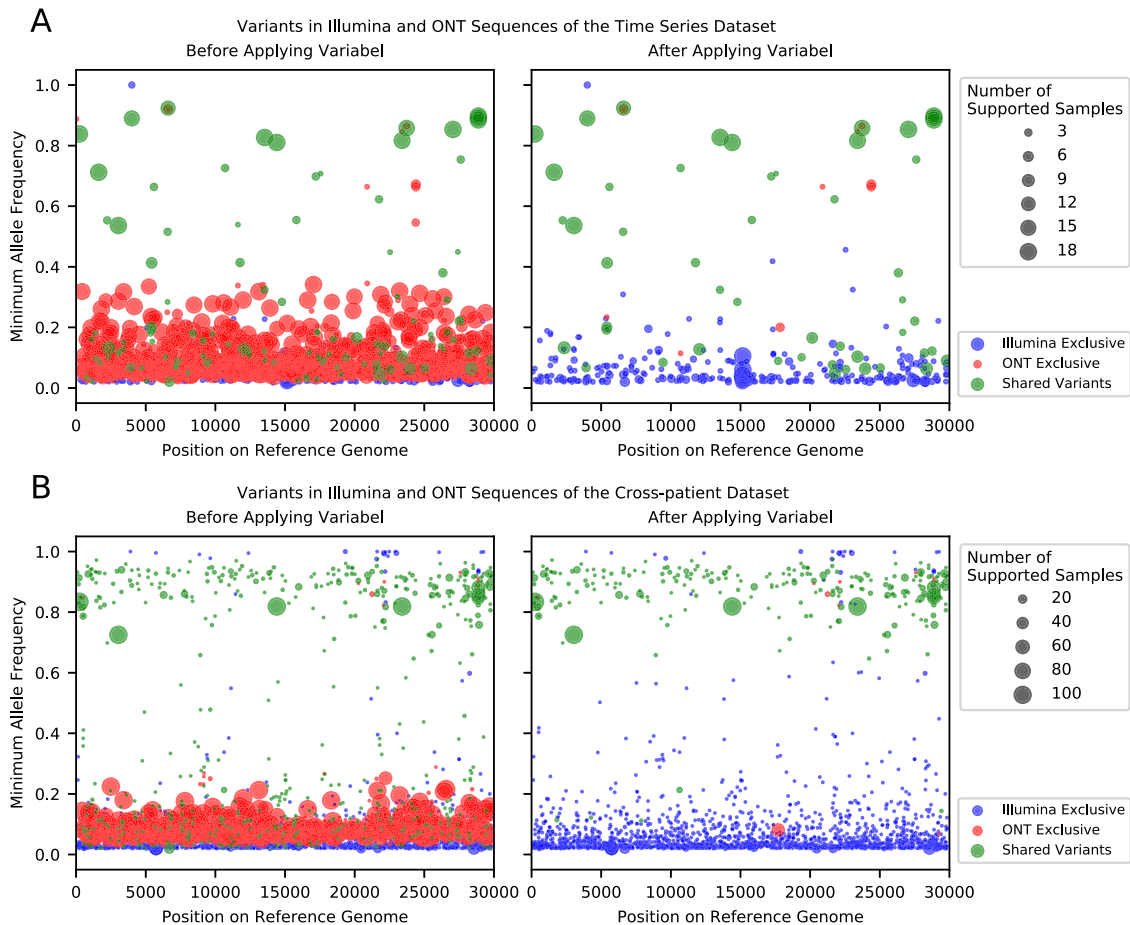 A
Variants in Illumina and ONT Sequences of the Time Series Dataset
Before Applying Variabel
After Applying Variabel
Minimum Allele Frequency
1.0
0.8
0.6
0.4
0.2
0.0
0 5000 10000 15000 20000 25000 30000
0 5000 10000 15000 20000 25000 30000
Position on Reference Genome
Position on Reference Genome
Number of
Supported Samples
3
6
9
12
15
18
Illumina Exclusive
ONT Exclusive
Shared Variants
B
Variants in Illumina and ONT Sequences of the Cross-patient Dataset
Before Applying Variabel
After Applying Variabel
Minimum Allele Frequency
1.0
0.8
0.6
0.4
0.2
0.0
0 5000 10000 15000 20000 25000 30000
0 5000 10000 15000 20000 25000 30000
Position on Reference Genome
Position on Reference Genome
Number of
Supported Samples
20
40
60
80
100
Illumina Exclusive
ONT Exclusive
Shared Variants